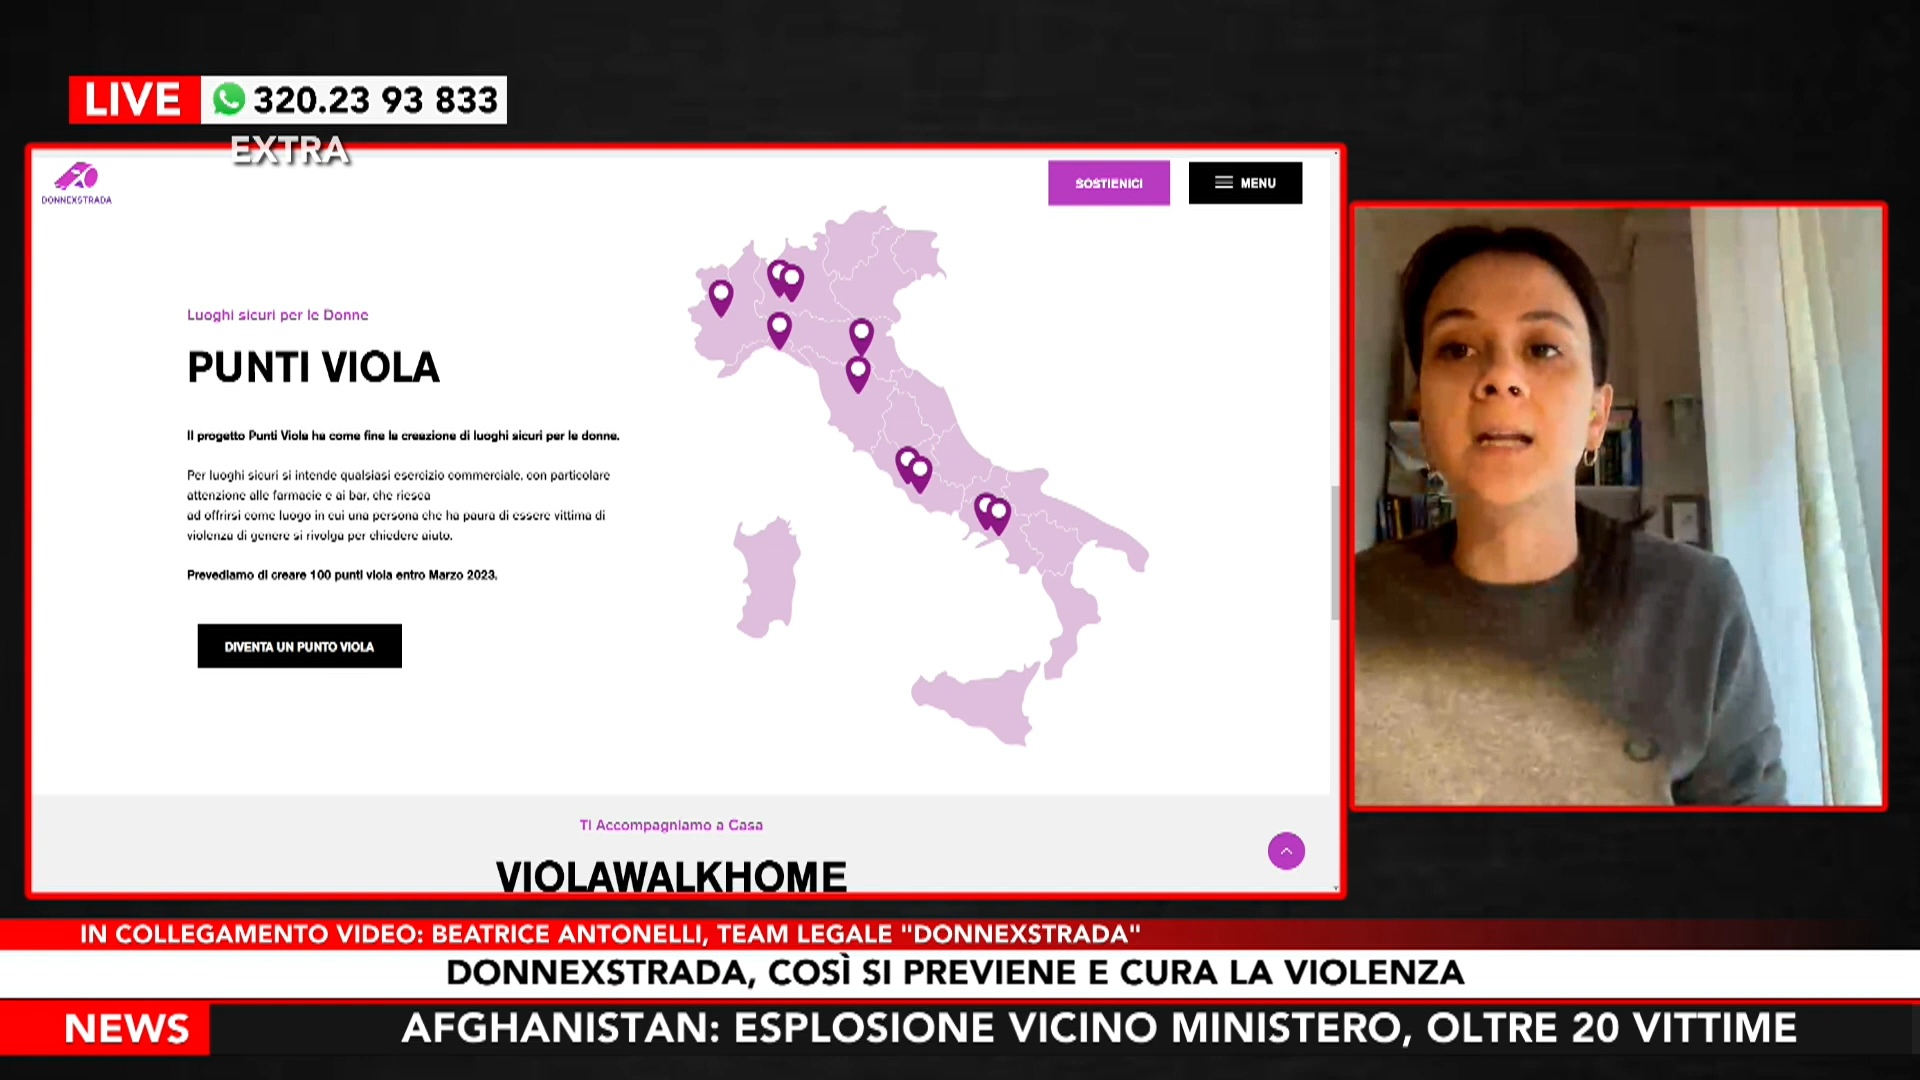 LIVE 320.23 93 833
EXTRA
DONNEXSTRADA
SOSTIENICI
MENU
Luoghi sicuri per le Donne
PUNTI VIOLA
Il progetto Punti Viola ha come fine la creazione di luoghi sicuri per le donne.
Per luoghi sicuri si intende qualsiasi esercizio commerciale, con particolare
attenzione alle farmacie e ai bar, che riesca
ad offrirsi come luogo in cui una persona che ha paura di essere vittima di
violenza di genere si rivolga per chiedere aiuto.
Prevediamo di creare 100 punti viola entro Marzo 2023.
DIVENTA UN PUNTO VIOLA
Ti Accompagniamo a Casa
VIOLAWALKHOME
IN COLLEGAMENTO VIDEO: BEATRICE ANTONELLI, TEAM LEGALE "DONNEXSTRADA"
DONNEXSTRADA, COSÌ SI PREVIENE E CURA LA VIOLENZA
NEWS AFGHANISTAN: ESPLOSIONE VICINO MINISTERO, OLTRE 20 VITTIME